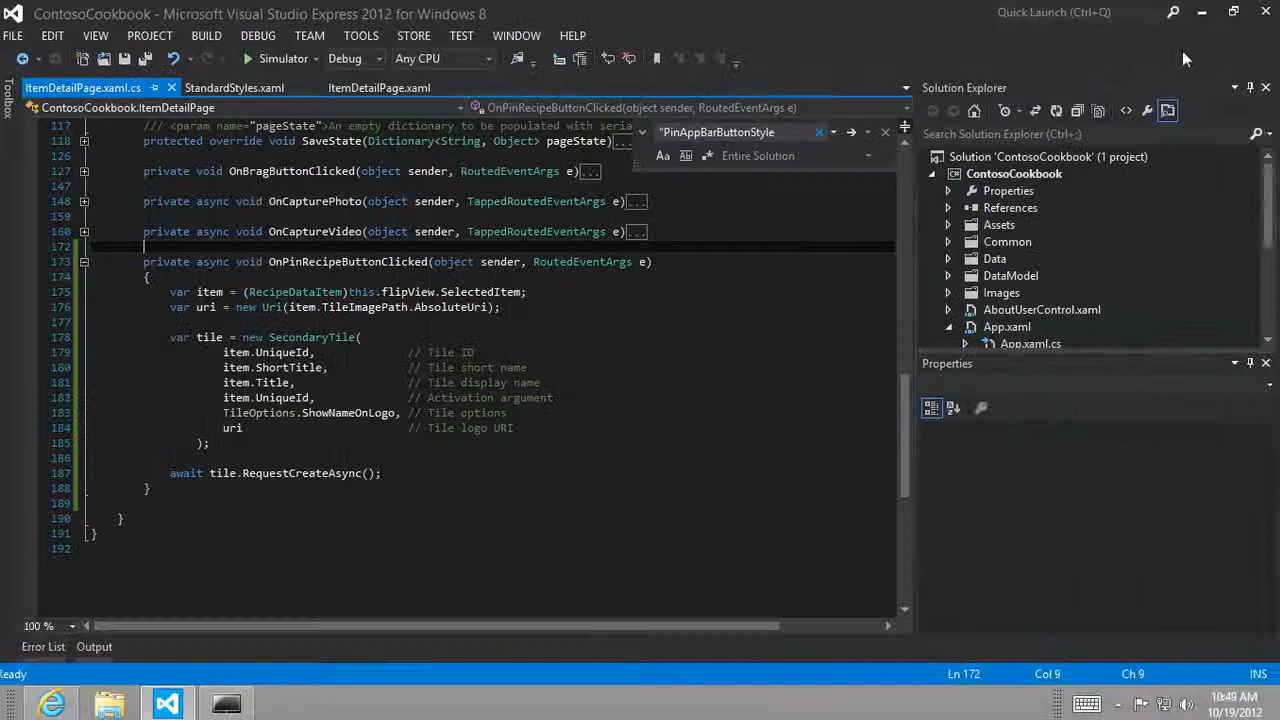 ContosoCookbook - Microsoft Visual Studio Express 2012 for Windows 8
Quick Launch (Ctrl+Q)
FILE EDIT VIEW PROJECT BUILD DEBUG TEAM TOOLS STORE TEST WINDOW HELP
Simulator Debug Any CPU
Toolbox
ItemDetailPage.xaml.cs StandardStyles.xaml ItemDetailPage.xaml
ContosoCookbook.ItemDetailPage OnPinRecipeButtonClicked(object sender, RoutedEventArgs e)
117 /// <param name="pageState">An empty dictionary to be populated with seria
118 protected override void SaveState(Dictionary<String, Object> pageState)...
126
127 private void OnBragButtonClicked(object sender, RoutedEventArgs e)...
147
148 private async void OnCapturePhoto(object sender, TappedRoutedEventArgs e)...
159
160 private async void OnCaptureVideo(object sender, TappedRoutedEventArgs e)...
172
173 private async void OnPinRecipeButtonClicked(object sender, RoutedEventArgs e)
174 {
175 var item = (RecipeDataItem)this.flipView.SelectedItem;
176 var uri = new Uri(item.TileImagePath.AbsoluteUri);
177
178 var tile = new SecondaryTile(
179 item.UniqueId, // Tile ID
180 item.ShortTitle, // Tile short name
181 item.Title, // Tile display name
182 item.UniqueId, // Activation argument
183 TileOptions.ShowNameOnLogo, // Tile options
184 uri // Tile logo URI
185 );
186
187 await tile.RequestCreateAsync();
188 }
189
190 }
191 }
192
"PinAppBarButtonStyle
Aa Ab Entire Solution
100 %
Error List Output
Solution Explorer
Search Solution Explorer (Ctrl+;)
Solution 'ContosoCookbook' (1 project)
ContosoCookbook
Properties
References
Assets
Common
Data
DataModel
Images
AboutUserControl.xaml
App.xaml
App.xaml.cs
Properties
Ready Ln 172 Col 9 Ch 9 INS
10:49 AM
10/19/2012